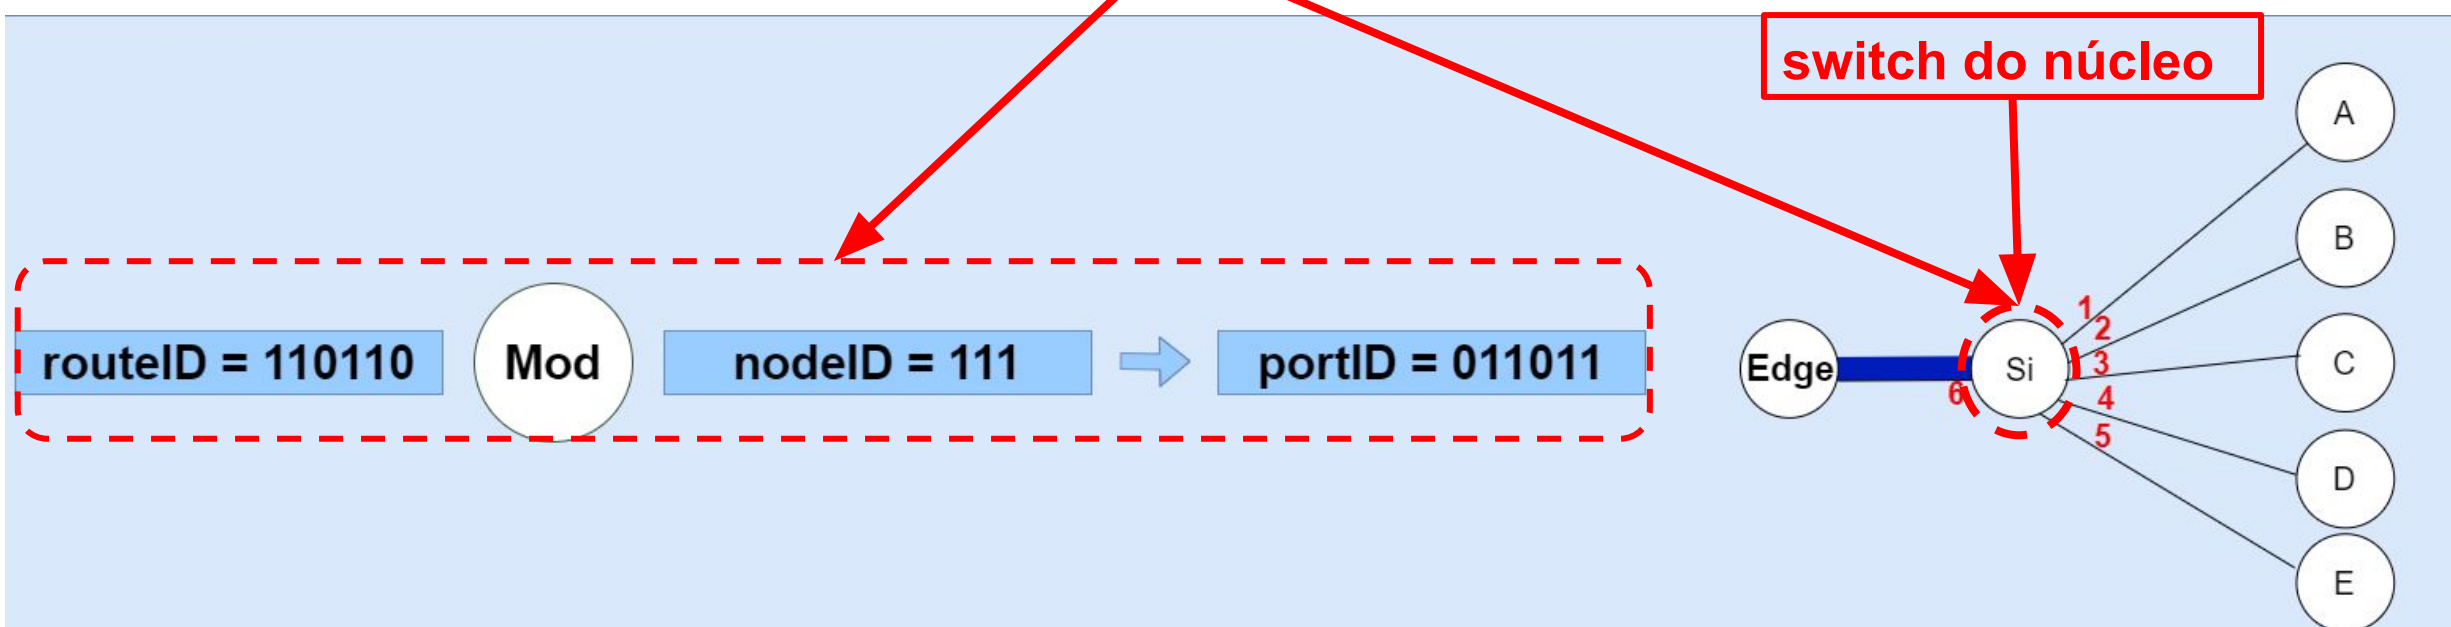 switch do núcleo
routeID = 110110
Mod
nodeID = 111
portID = 011011
Edge
6
Si
1
2
3
4
5
A
B
C
D
E